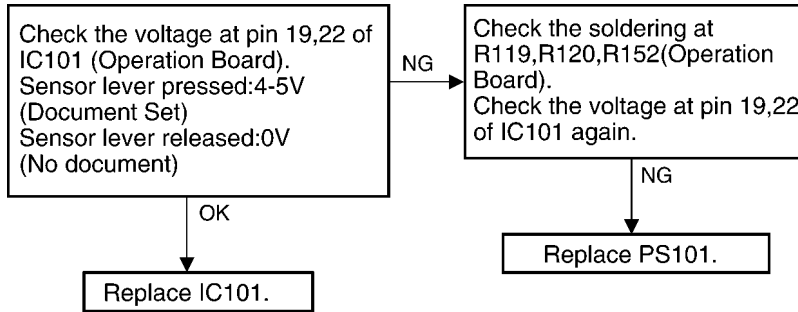 Check the voltage at pin 19,22 of
IC101 (Operation Board).
Sensor lever pressed:4-5V
(Document Set)
Sensor lever released:0V
(No document)
NG
Check the soldering at
R119,R120,R152(Operation
Board).
Check the voltage at pin 19,22
of IC101 again.
OK
NG
Replace PS101.
Replace IC101.